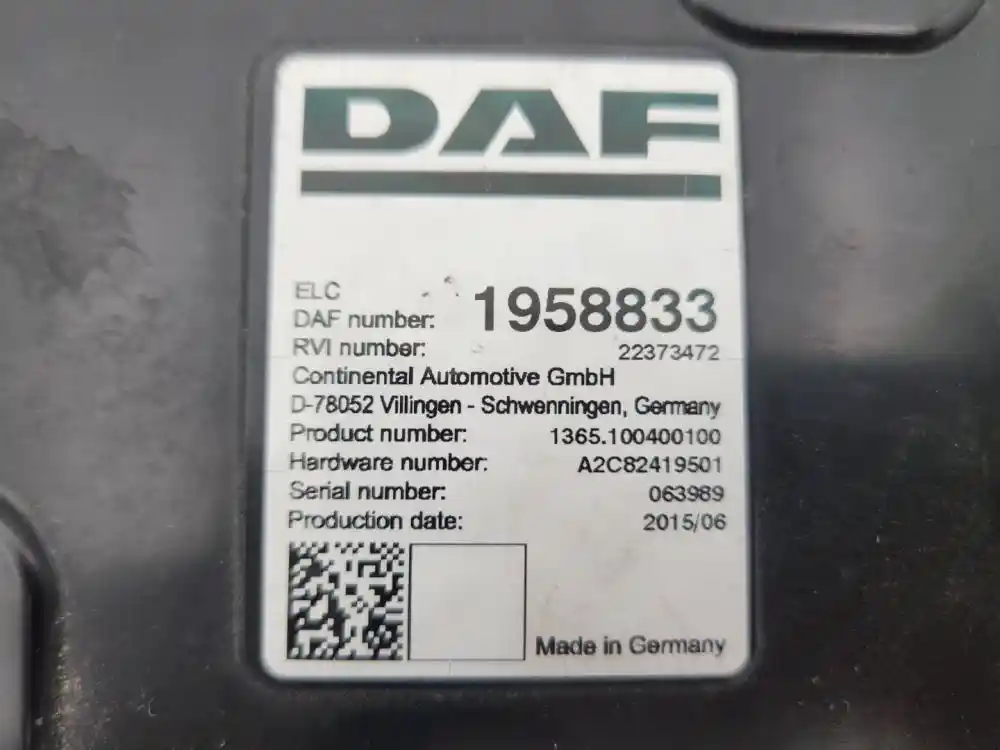 DAF
ELC
DAF number: 1958833
RVI number: 22373472
Continental Automotive GmbH
D-78052 Villingen - Schwenningen, Germany
Product number: 1365.100400100
Hardware number: A2C82419501
Serial number: 063989
Production date: 2015/06
Made in Germany